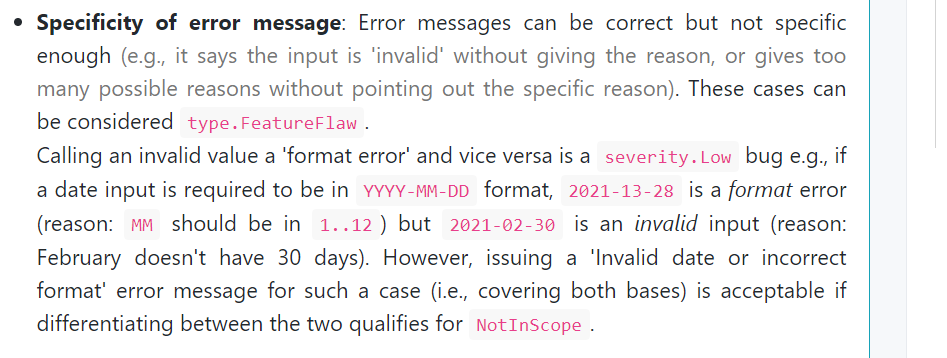 • Specificity of error message: Error messages can be correct but not specific
enough (e.g., it says the input is 'invalid' without giving the reason, or gives too
many possible reasons without pointing out the specific reason). These cases can
be considered type.FeatureFlaw .
Calling an invalid value a 'format error' and vice versa is a severity.Low bug e.g., if
a date input is required to be in YYYY-MM-DD format, 2021-13-28 is a format error
(reason: MM should be in 1..12 ) but 2021-02-30 is an invalid input (reason:
February doesn't have 30 days). However, issuing a 'Invalid date or incorrect
format' error message for such a case (i.e., covering both bases) is acceptable if
differentiating between the two qualifies for NotInScope .